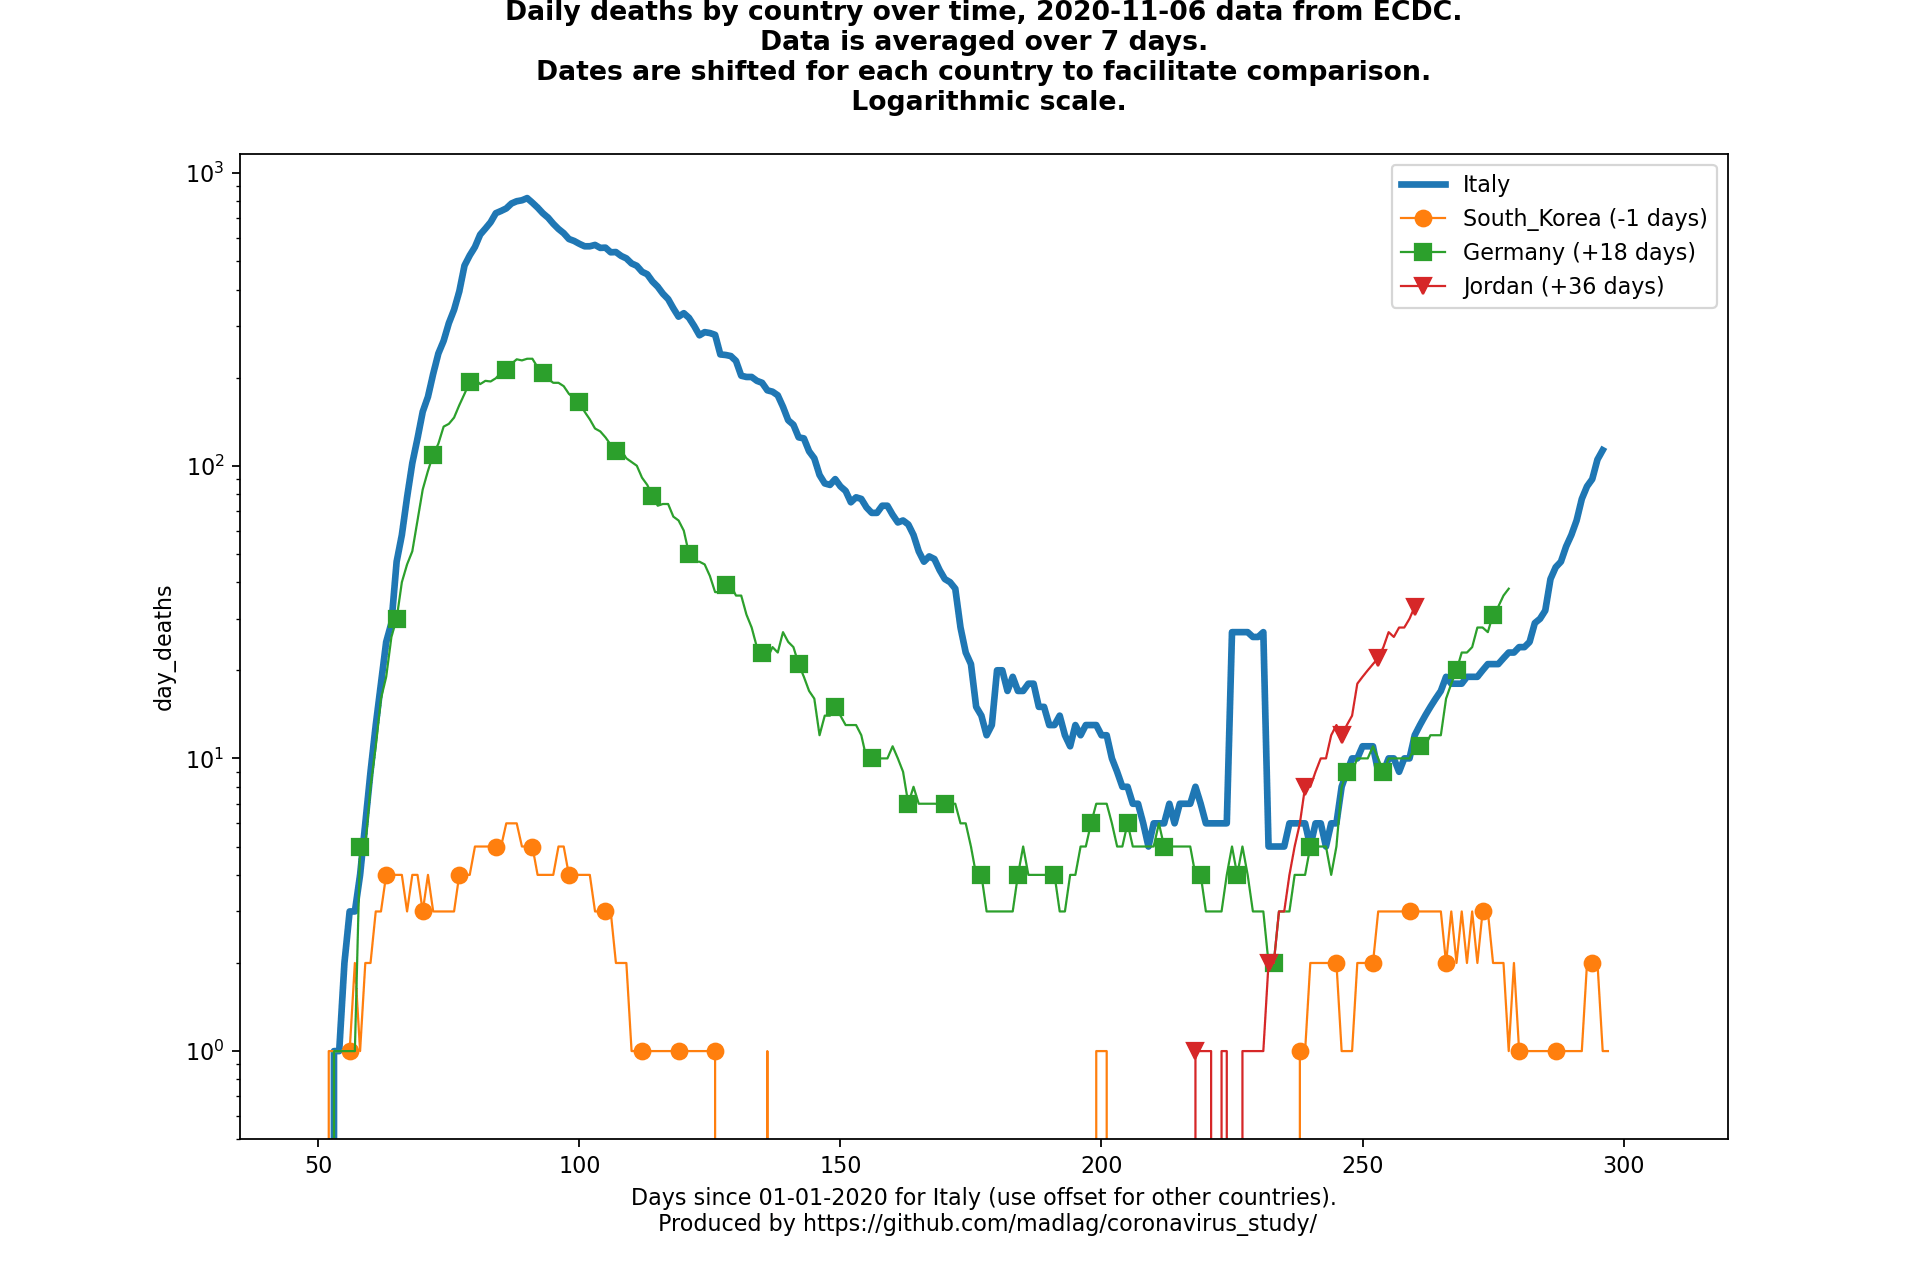 Daily deaths by country over time, 2020-11-06 data from ECDC.
Data is averaged over 7 days.
Dates are shifted for each country to facilitate comparison.
Logarithmic scale.
10³
10²
10¹
10⁰
day_deaths
Italy
South_Korea (-1 days)
Germany (+18 days)
Jordan (+36 days)
50 100 150 200 250 300
Days since 01-01-2020 for Italy (use offset for other countries).
Produced by https://github.com/madlag/coronavirus_study/